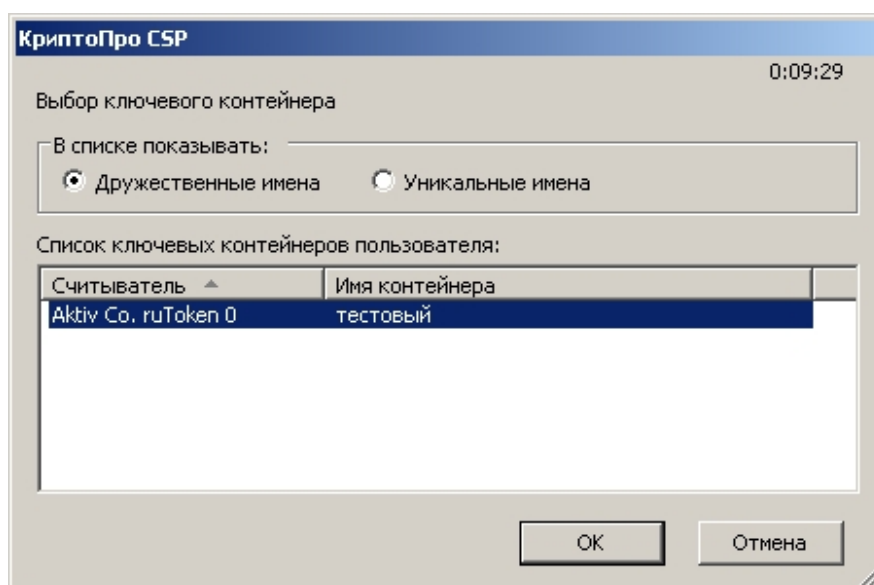 КриптоПро CSP
0:09:29
Выбор ключевого контейнера
В списке показывать:
Дружественные имена Уникальные имена
Список ключевых контейнеров пользователя:
Считыватель Имя контейнера
Aktiv Co. ruToken 0 тестовый
OK Отмена